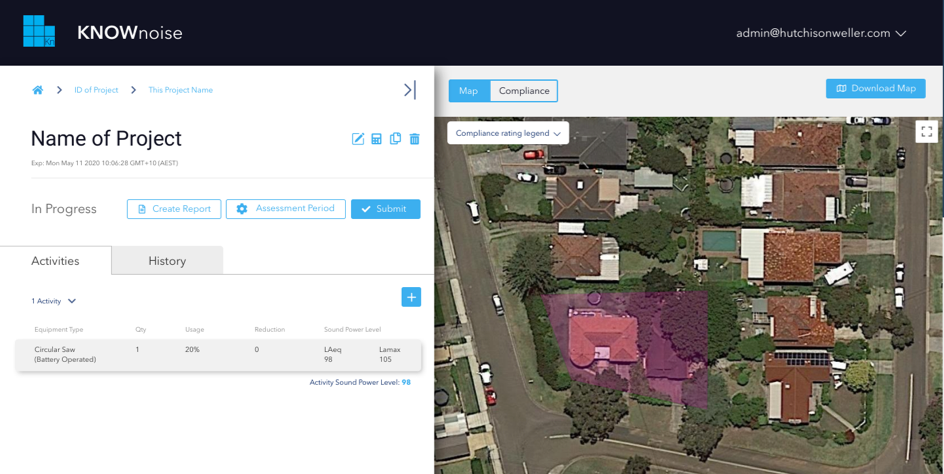 Kn
KNOWnoise
admin@hutchisonweller.com
ID of Project
This Project Name
Map
Compliance
Download Map
Name of Project
Exp: Mon May 11 2020 10:06:28 GMT+10 (AEST)
Compliance rating legend
In Progress
Create Report
Assessment Period
Submit
Activities
History
1 Activity
+
Equipment Type
Qty
Usage
Reduction
Sound Power Level
Circular Saw
(Battery Operated)
1
20%
0
LAeq
98
Lamax
105
Activity Sound Power Level: 98